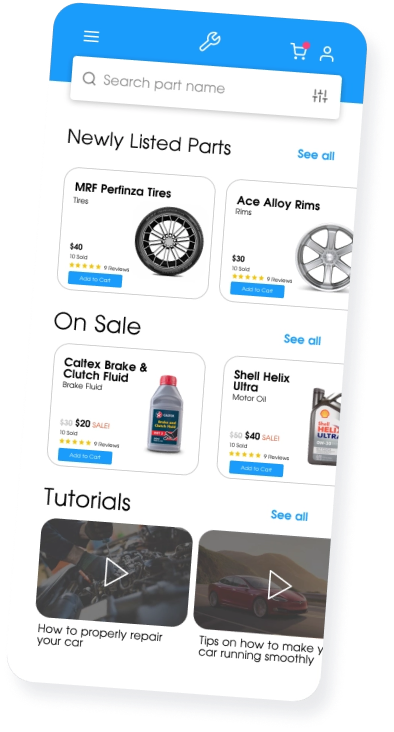 Search part name
Newly Listed Parts
See all
MRF Perfinza Tires
Tires
$40
10 Sold
9 Reviews
Add to Cart
Ace Alloy Rims
Rims
$30
10 Sold
9 Reviews
Add to Cart
On Sale
See all
Caltex Brake &
Clutch Fluid
Brake Fluid
$30 $20 SALE!
10 Sold
9 Reviews
Add to Cart
Shell Helix
Ultra
Motor Oil
$50 $40 SALE!
10 Sold
9 Reviews
Add to Cart
Tutorials
See all
How to properly repair
your car
Tips on how to make y
car running smoothly